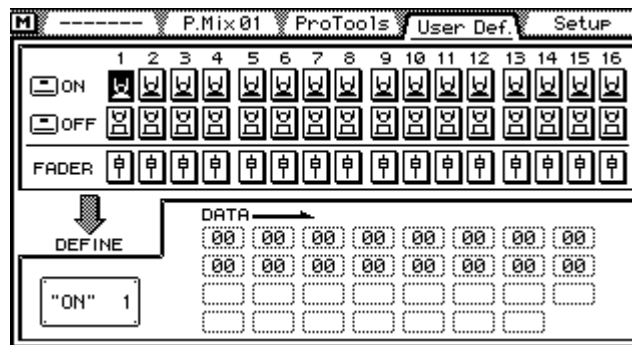 M ------- P.Mix01 ProTools User Def. Setup
1 2 3 4 5 6 7 8 9 10 11 12 13 14 15 16
ON
OFF
FADER
DATA
DEFINE
00 00 00 00 00 00 00 00
00 00 00 00 00 00 00 00
"ON" 1